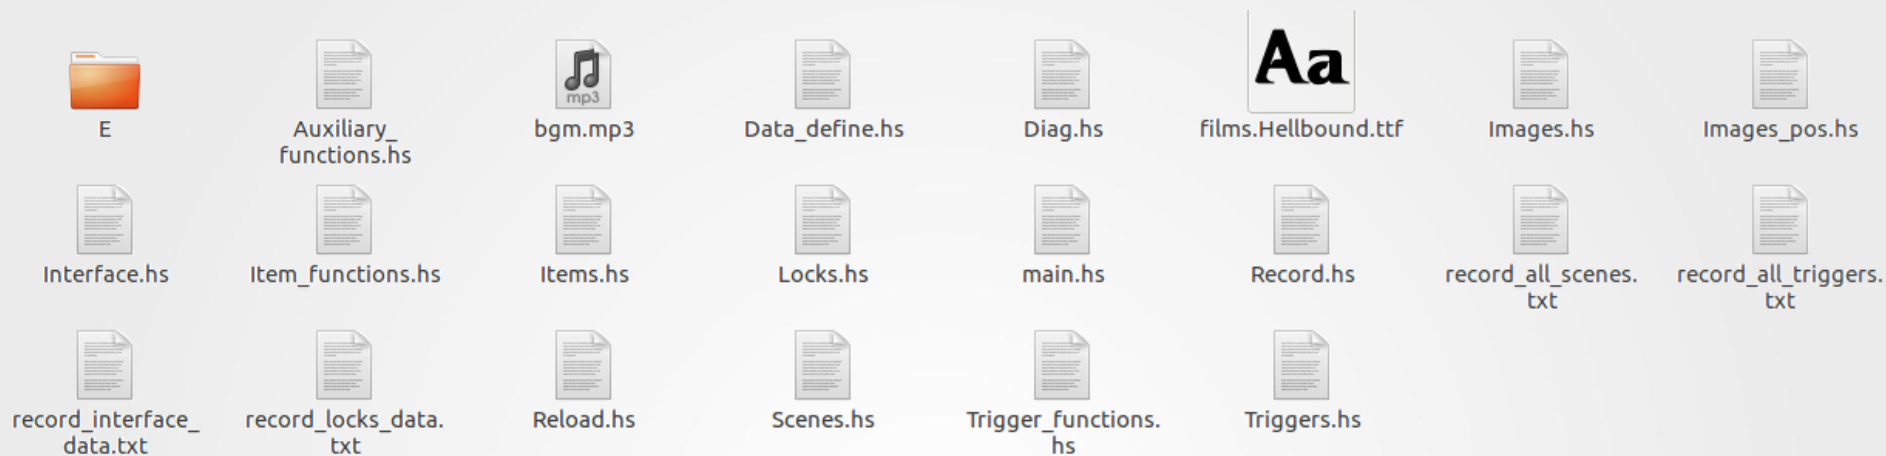 Aa
mp3
E
Auxiliary_
functions.hs
bgm.mp3
Data_define.hs
Diag.hs
films.Hellbound.ttf
Images.hs
Images_pos.hs
Interface.hs
Item_functions.hs
Items.hs
Locks.hs
main.hs
Record.hs
record_all_scenes.
txt
record_all_triggers.
txt
record_interface_
data.txt
record_locks_data.
txt
Reload.hs
Scenes.hs
Trigger_functions.
hs
Triggers.hs